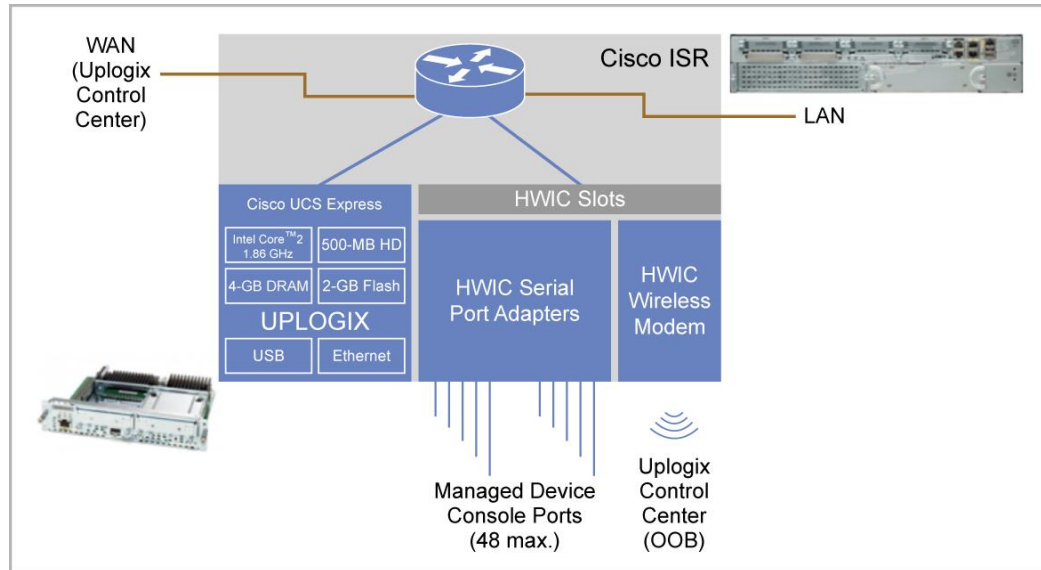 WAN
(Uplogix
Control
Center)
Cisco ISR
LAN
Cisco UCS Express
Intel Core™2
1.86 GHz
500-MB HD
4-GB DRAM
2-GB Flash
UPLOGIX
USB
Ethernet
HWIC Slots
HWIC Serial
Port Adapters
HWIC
Wireless
Modem
Managed Device
Console Ports
(48 max.)
Uplogix
Control
Center
(OOB)